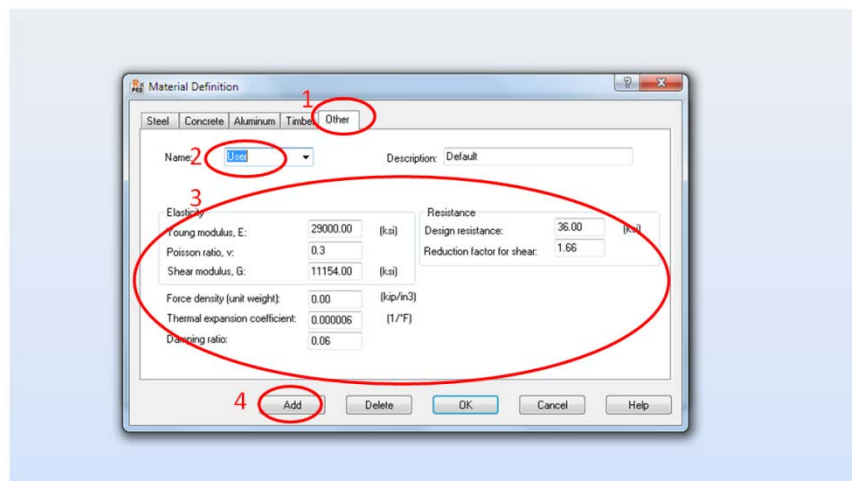 Material Definition
1
Steel Concrete Aluminum Timber Other
Name: 2 User Description: Default
3
Elasticity Resistance
Young modulus, E: 29000.00 (ksi) Design resistance: 36.00 (Ksi)
Poisson ratio, v: 0.3 Reduction factor for shear: 1.66
Shear modulus, G: 11154.00 (ksi)
Force density (unit weight): 0.00 (kip/in3)
Thermal expansion coefficient: 0.000006 (1/°F)
Damping ratio: 0.06
4 Add Delete OK Cancel Help